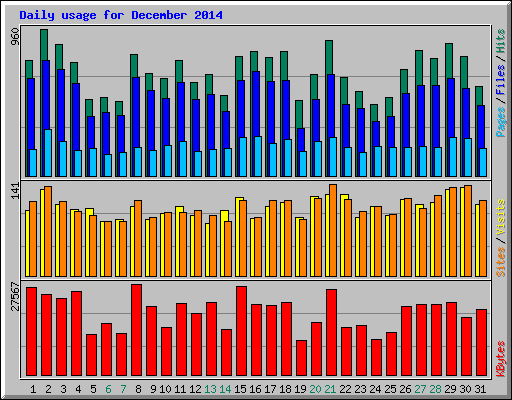 Daily usage for December 2014
960
Pages/Files/Hits
141
Sites/Visits
27567
KBytes
1 2 3 4 5 6 7 8 9 10 11 12 13 14 15 16 17 18 19 20 21 22 23 24 25 26 27 28 29 30 31